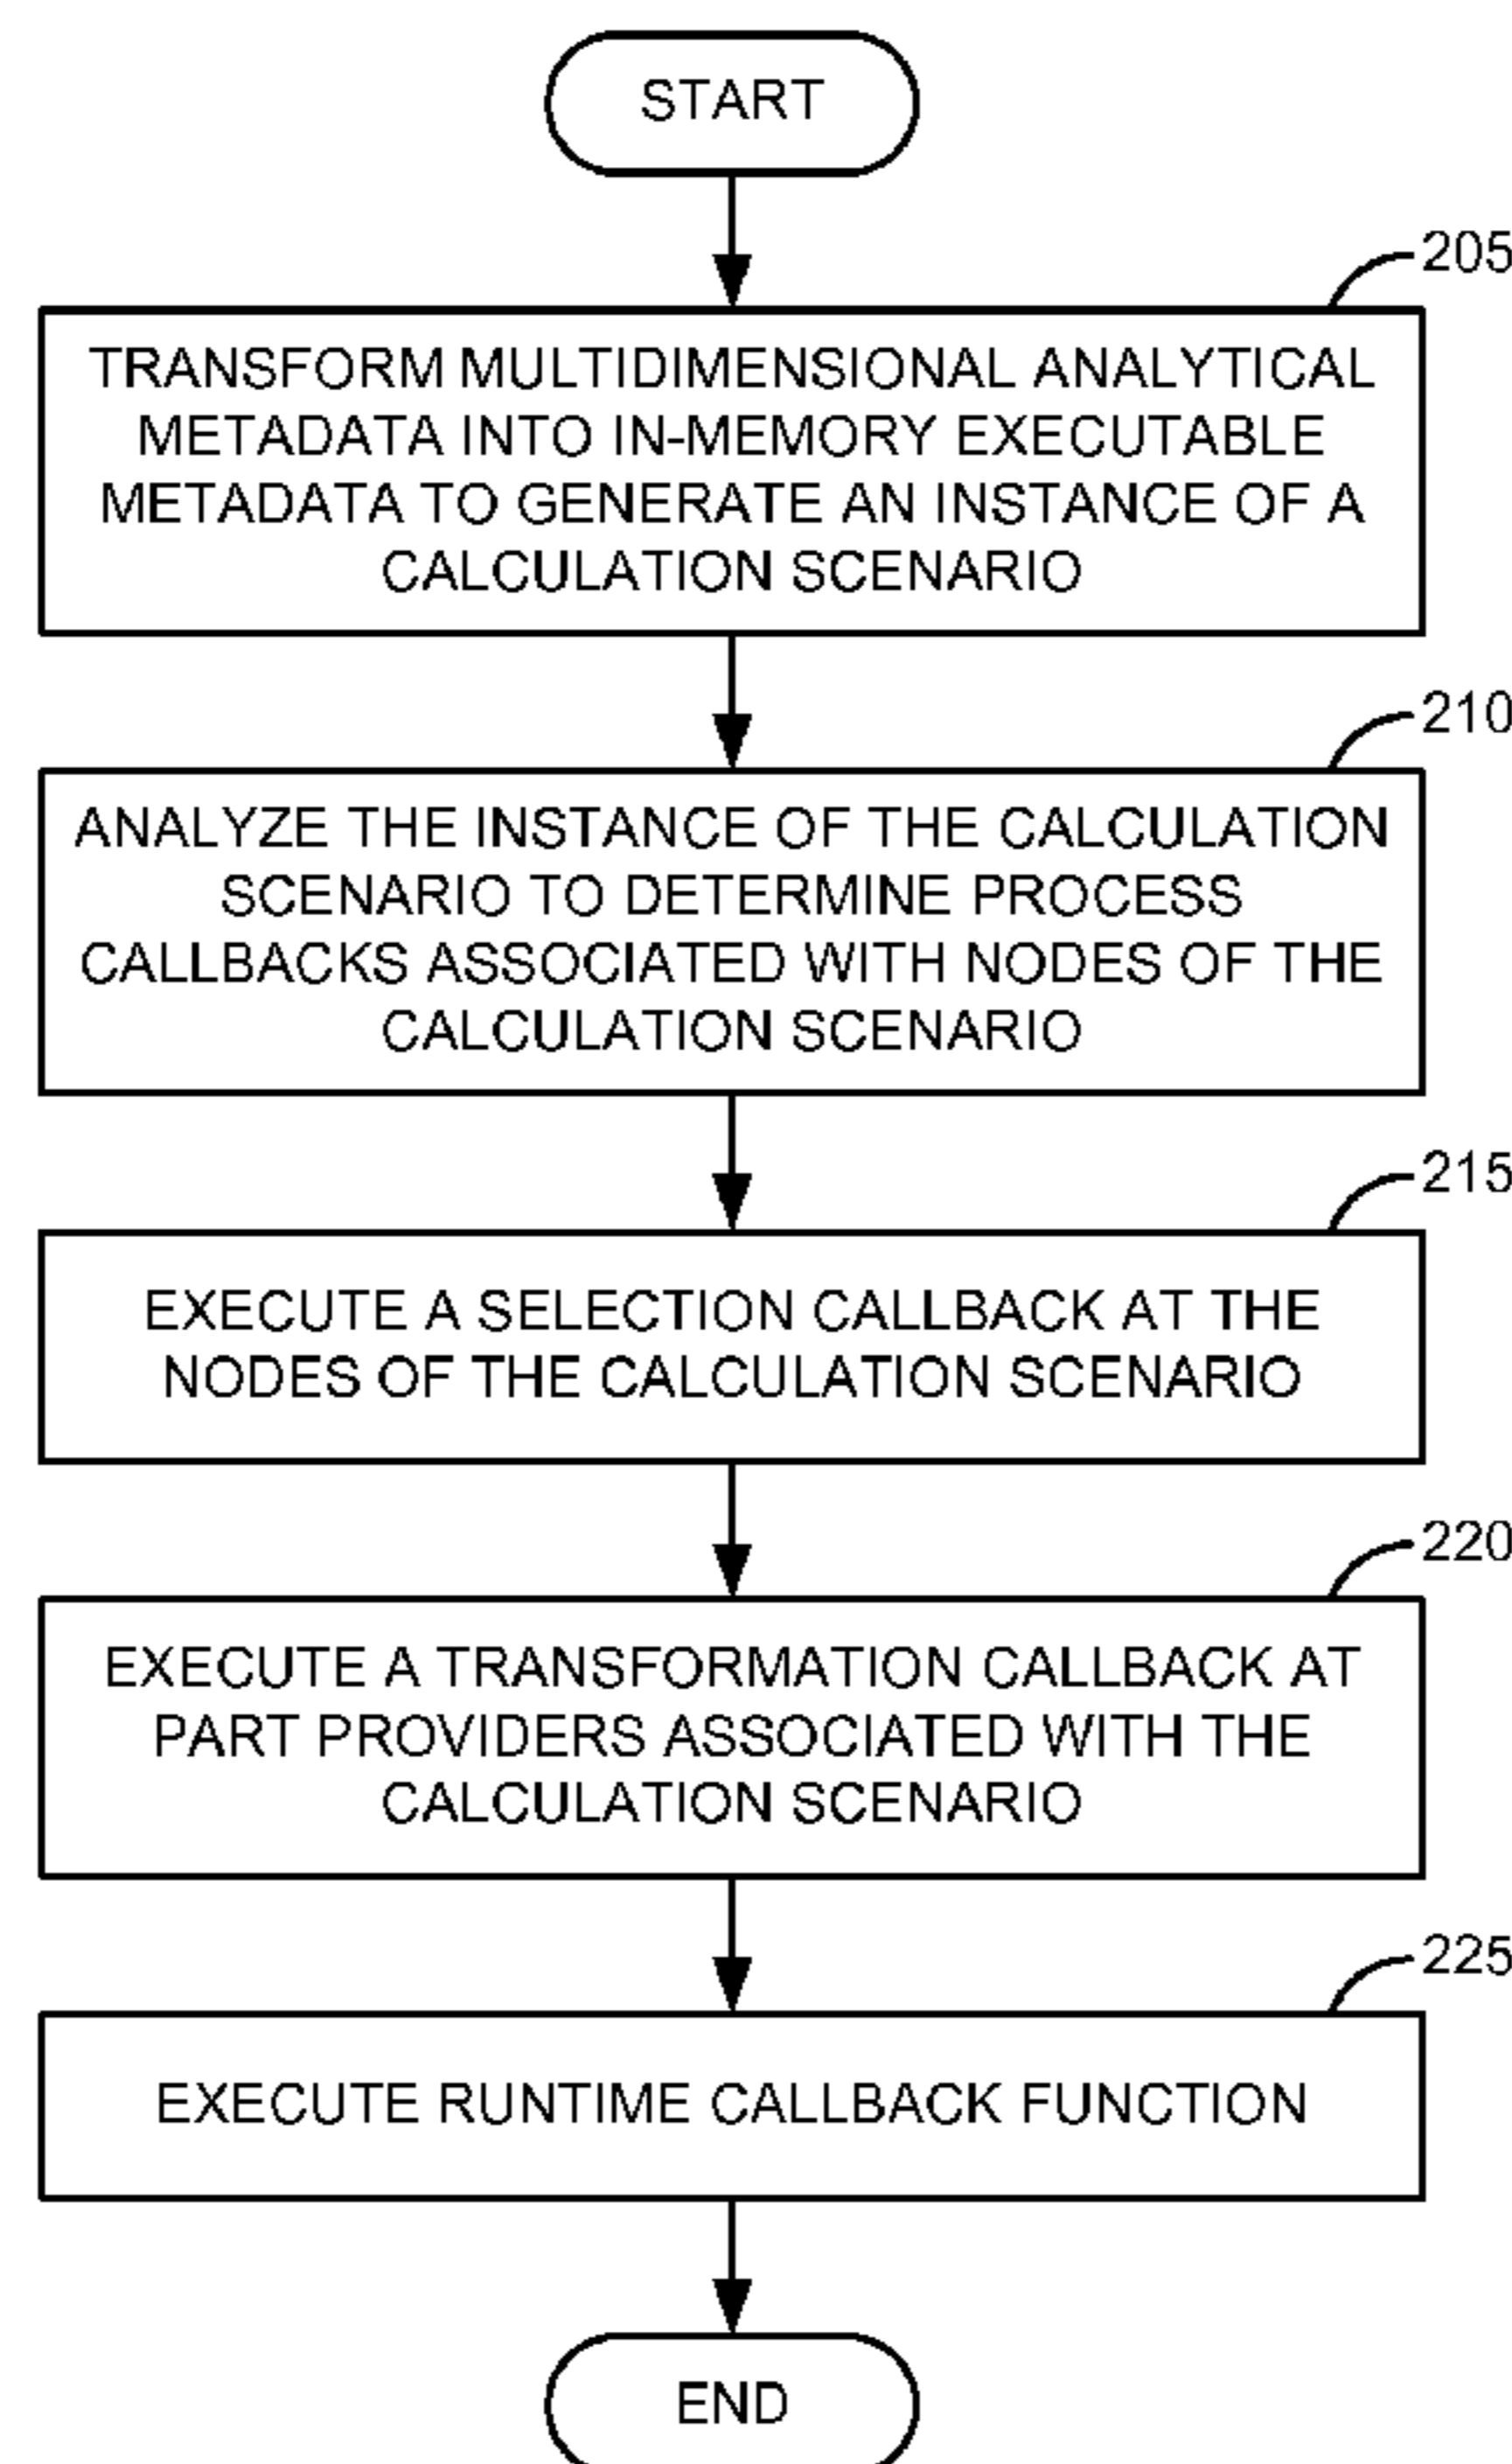 START
205
TRANSFORM MULTIDIMENSIONAL ANALYTICAL
METADATA INTO IN-MEMORY EXECUTABLE
METADATA TO GENERATE AN INSTANCE OF A
CALCULATION SCENARIO
210
ANALYZE THE INSTANCE OF THE CALCULATION
SCENARIO TO DETERMINE PROCESS
CALLBACKS ASSOCIATED WITH NODES OF THE
CALCULATION SCENARIO
215
EXECUTE A SELECTION CALLBACK AT THE
NODES OF THE CALCULATION SCENARIO
220
EXECUTE A TRANSFORMATION CALLBACK AT
PART PROVIDERS ASSOCIATED WITH THE
CALCULATION SCENARIO
225
EXECUTE RUNTIME CALLBACK FUNCTION
END